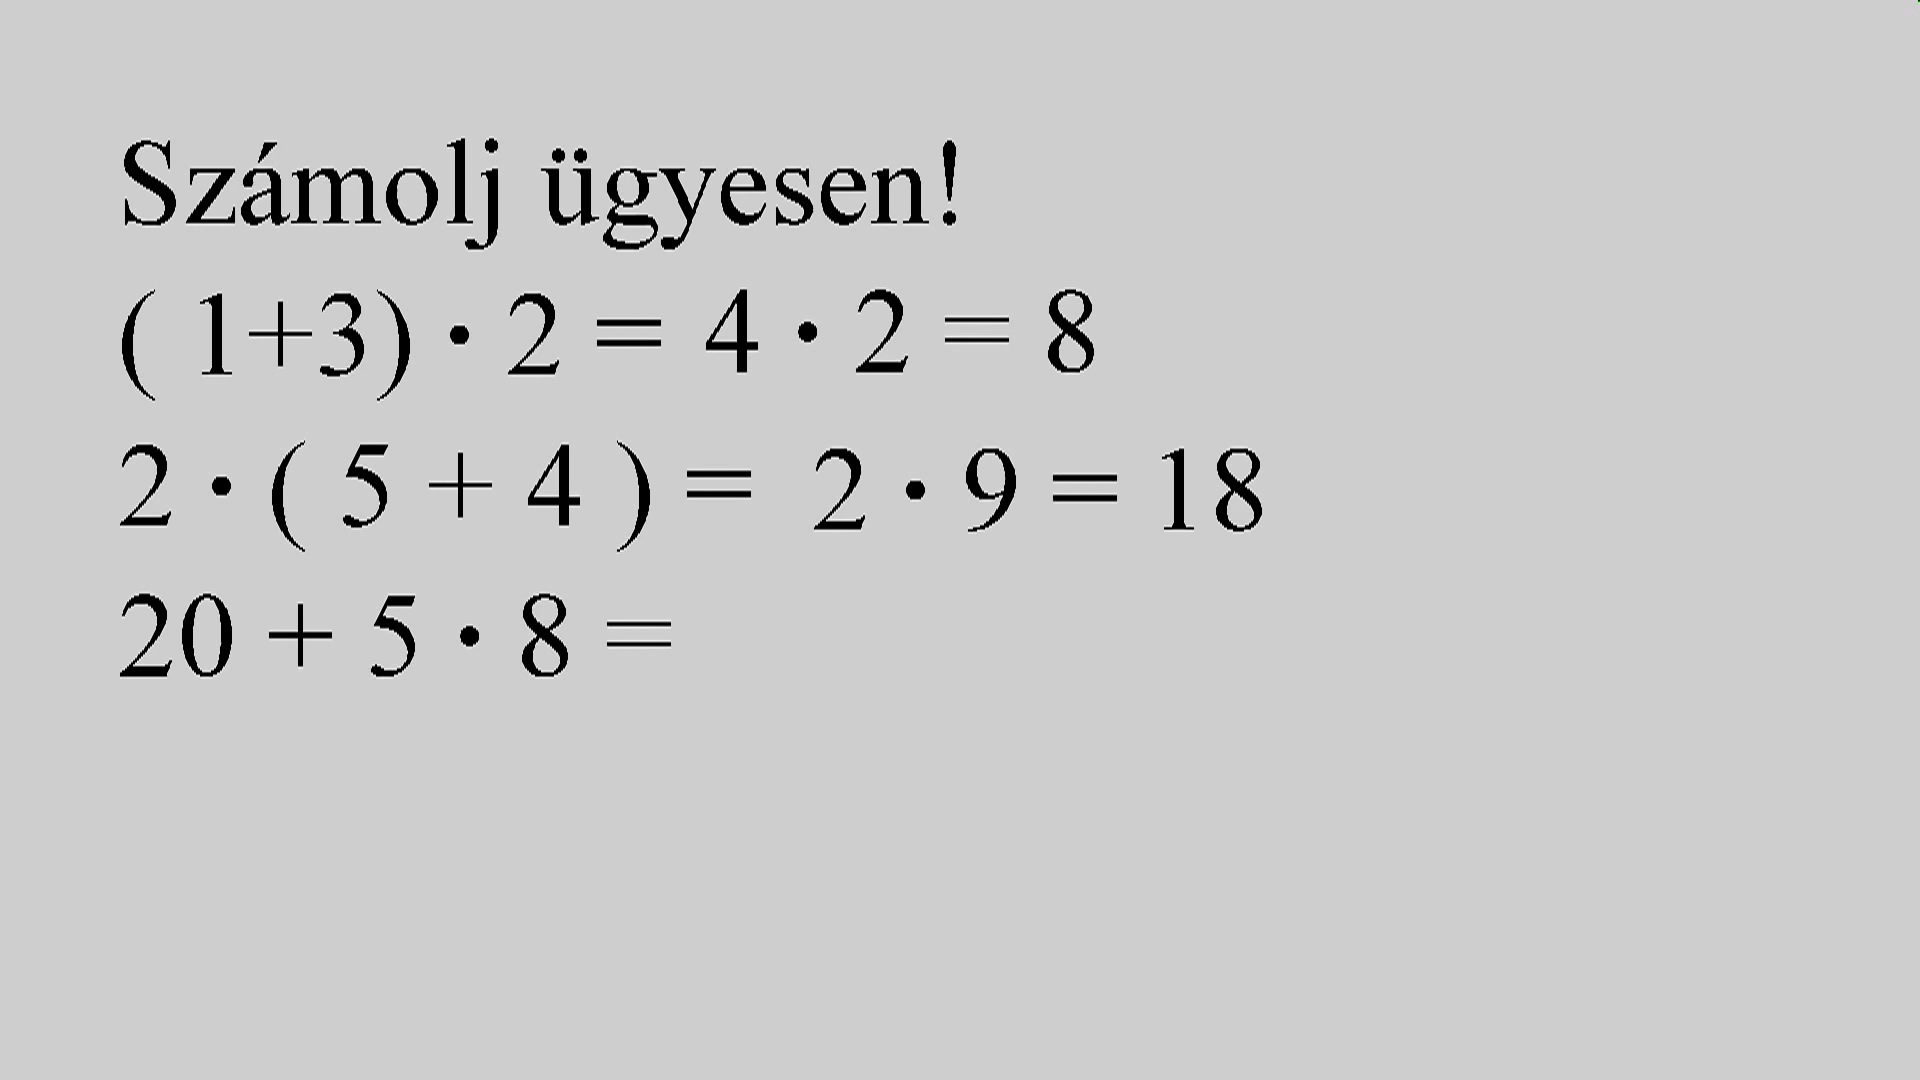 Számolj ügyesen!
( 1+3) · 2 = 4 · 2 = 8
2 · ( 5 + 4 ) = 2 · 9 = 18
20 + 5 · 8 =